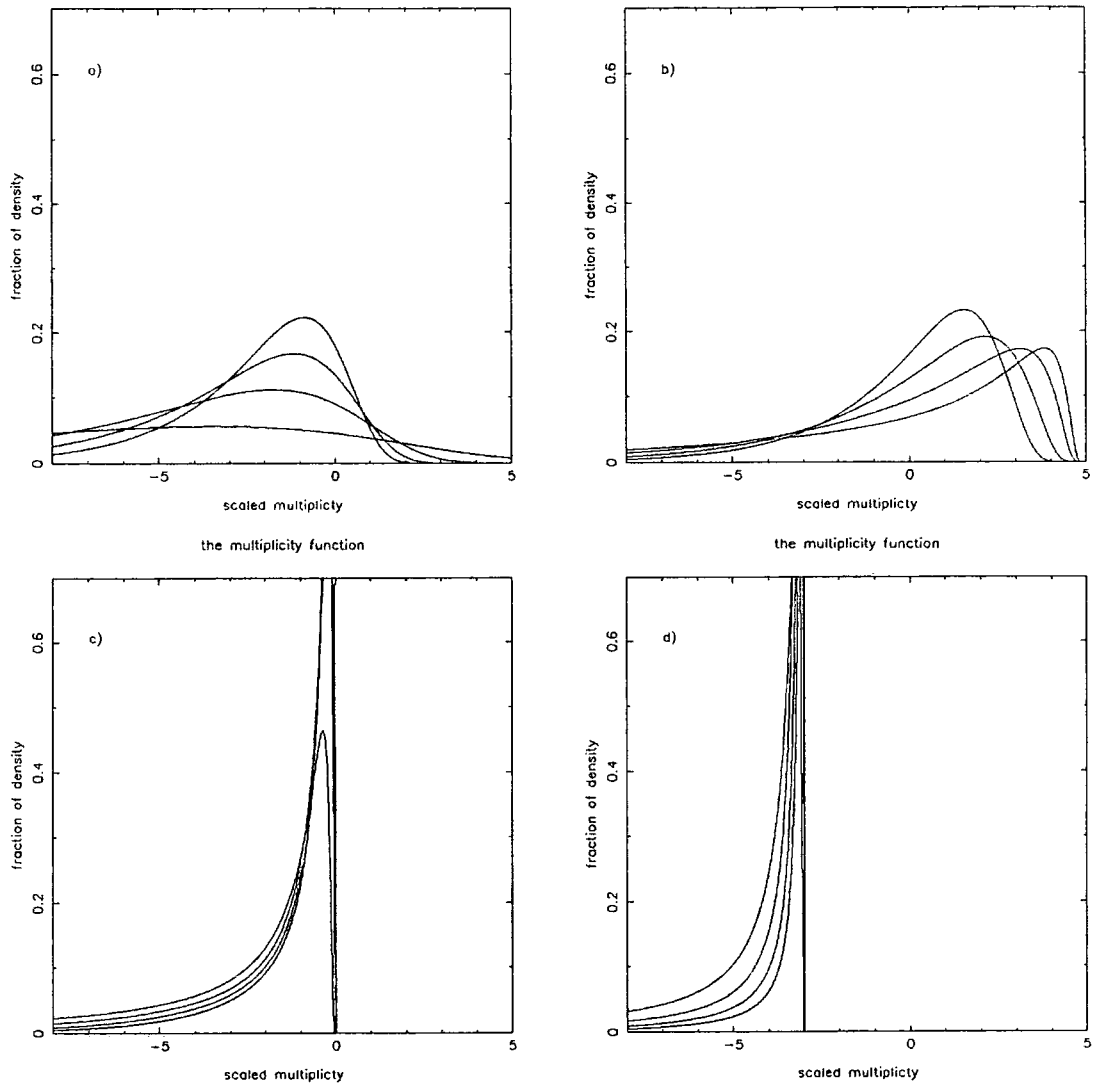 a)
0.6
0.4
0.2
0
fraction of density
−5
0
5
scaled multiplicty
b)
0.6
0.4
0.2
0
fraction of density
−5
0
5
scaled multiplicty
the multiplicity function
the multiplicity function
c)
0.6
0.4
0.2
0
fraction of density
−5
0
5
scaled multiplicty
d)
0.6
0.4
0.2
0
fraction of density
−5
0
5
scaled multiplicty